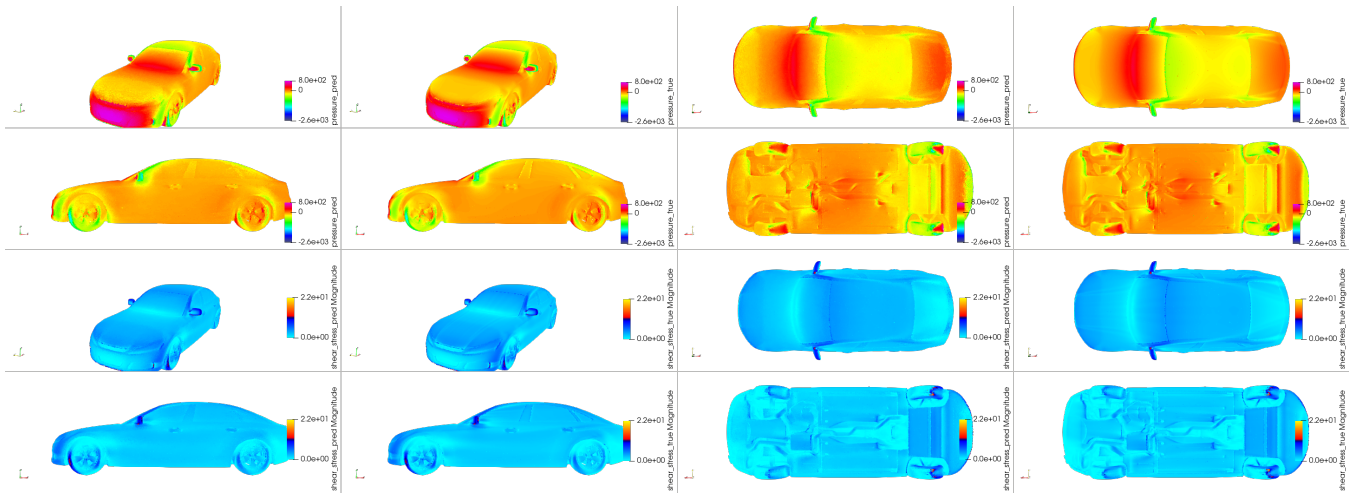 8.0e+02
0
-2.6e+03
pressure_pred
8.0e+02
0
-2.6e+03
pressure_true
8.0e+02
0
-2.6e+03
pressure_pred
8.0e+02
0
-2.6e+03
pressure_true
8.0e+02
0
-2.6e+03
pressure_pred
8.0e+02
0
-2.6e+03
pressure_true
8.0e+02
0
-2.6e+03
pressure_pred
8.0e+02
0
-2.6e+03
pressure_true
2.2e+01
0.0e+00
shear_stress_pred Magnitude
2.2e+01
0.0e+00
shear_stress_true Magnitude
2.2e+01
0.0e+00
shear_stress_pred Magnitude
2.2e+01
0.0e+00
shear_stress_true Magnitude
2.2e+01
0.0e+00
shear_stress_pred Magnitude
2.2e+01
0.0e+00
shear_stress_true Magnitude
2.2e+01
0.0e+00
shear_stress_pred Magnitude
2.2e+01
0.0e+00
shear_stress_true Magnitude